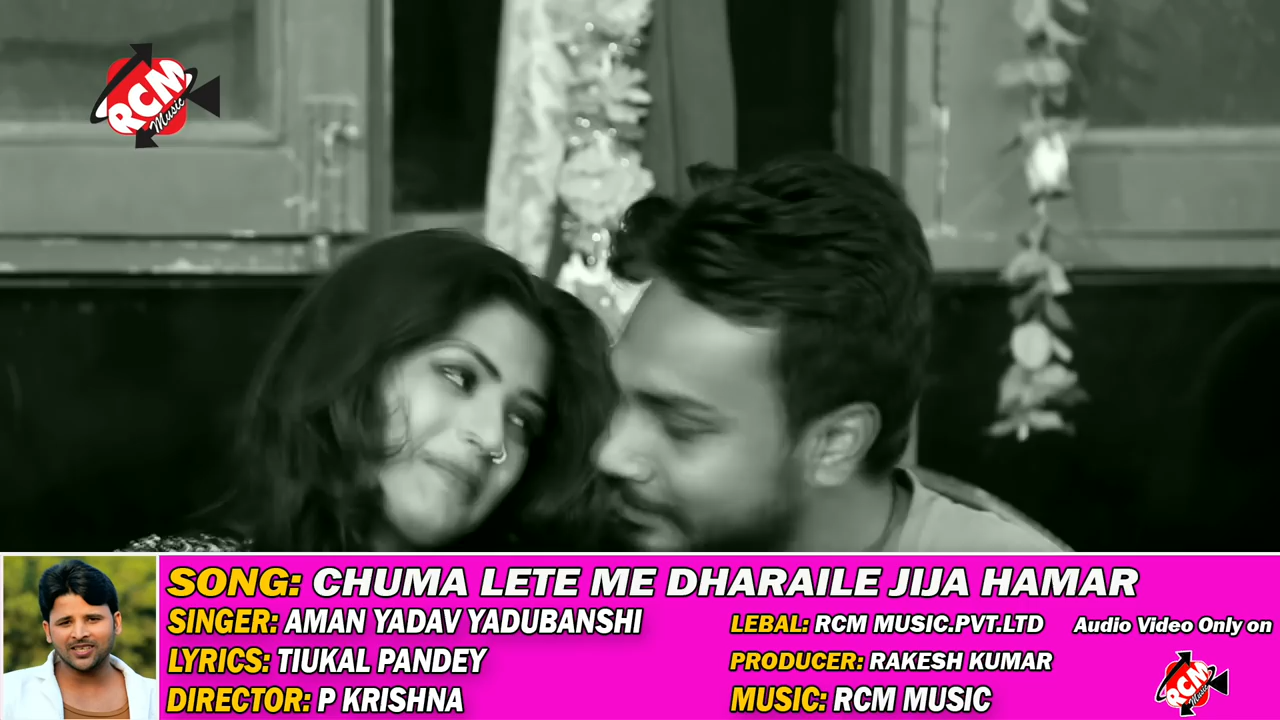 RCM
Music
SONG: CHUMA LETE ME DHARAILE JIJA HAMAR
SINGER: AMAN YADAV YADUBANSHI
LYRICS: TIUKAL PANDEY
DIRECTOR: P KRISHNA
LEBAL: RCM MUSIC.PVT.LTD
PRODUCER: RAKESH KUMAR
MUSIC: RCM MUSIC
Audio Video Only on
RCM
Music